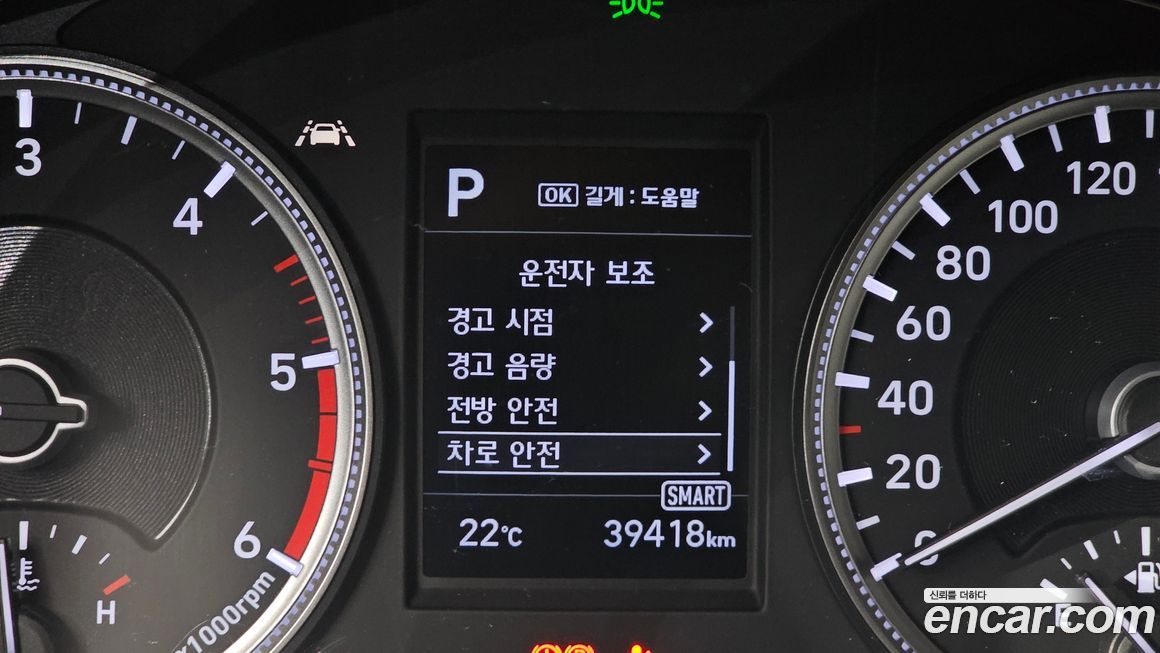 P
OK 길게 : 도움말
운전자 보조
경고 시점
경고 음량
전방 안전
차로 안전
SMART
22°C 39418km
3
4
5
6
x1000rpm
H
120
100
80
60
40
20
0
E
신뢰를 더하다
encar.com